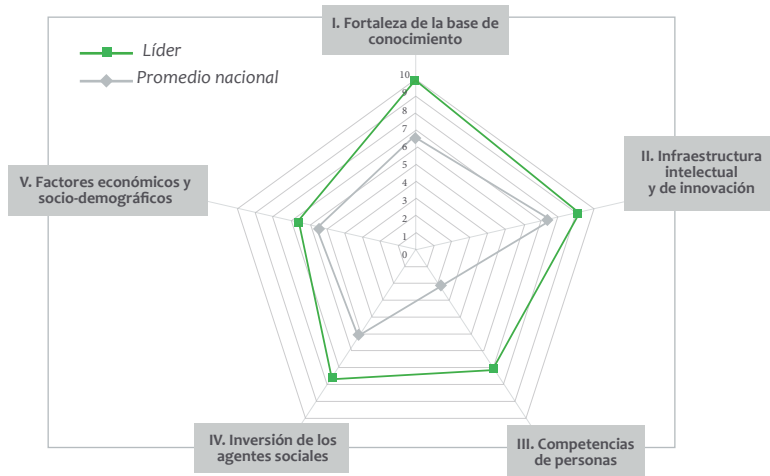 I. Fortaleza de la base de
conocimiento
Líder
Promedio nacional
10
9
8
7
6
5
4
3
2
1
0
II. Infraestructura
intelectual
y de innovación
V. Factores económicos y
socio-demográficos
IV. Inversión de los
agentes sociales
III. Competencias
de personas